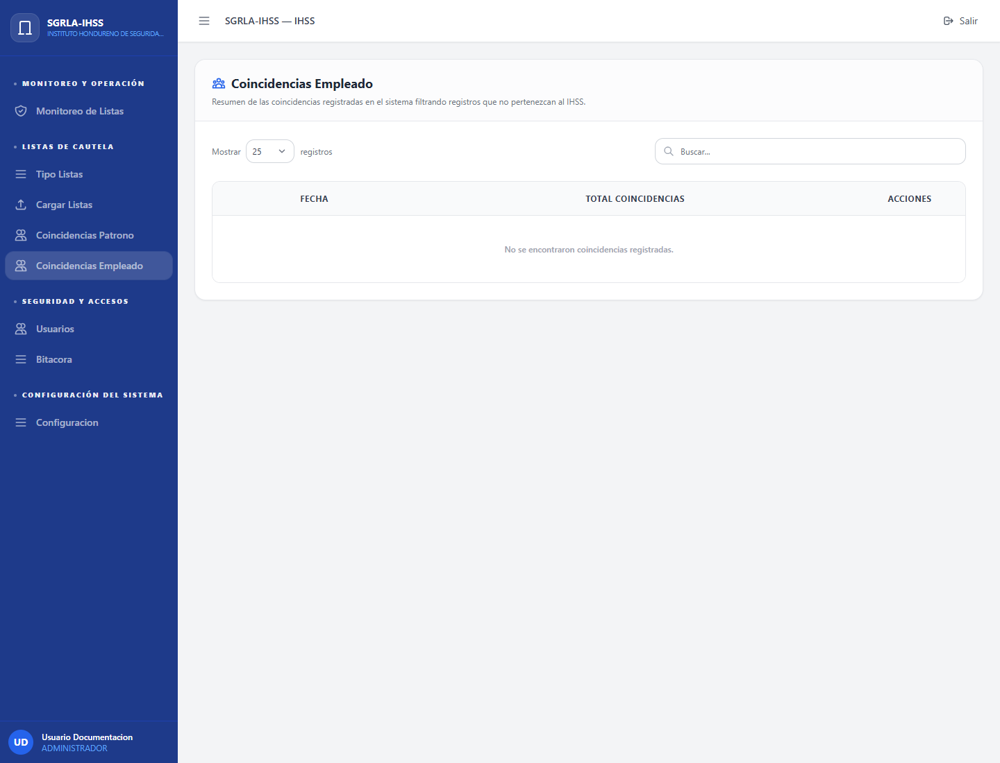 SGRLA-IHSS
INSTITUTO HONDURENO DE SEGURIDA...
MONITOREO Y OPERACIÓN
Monitoreo de Listas
LISTAS DE CAUTELA
Tipo Listas
Cargar Listas
Coincidencias Patrono
Coincidencias Empleado
SEGURIDAD Y ACCESOS
Usuarios
Bitacora
CONFIGURACIÓN DEL SISTEMA
Configuracion
UD
Usuario Documentacion
ADMINISTRADOR
SGRLA-IHSS — IHSS
Salir
Coincidencias Empleado
Resumen de las coincidencias registradas en el sistema filtrando registros que no pertenezcan al IHSS.
Mostrar 25 registros
Buscar...
FECHA TOTAL COINCIDENCIAS ACCIONES
No se encontraron coincidencias registradas.